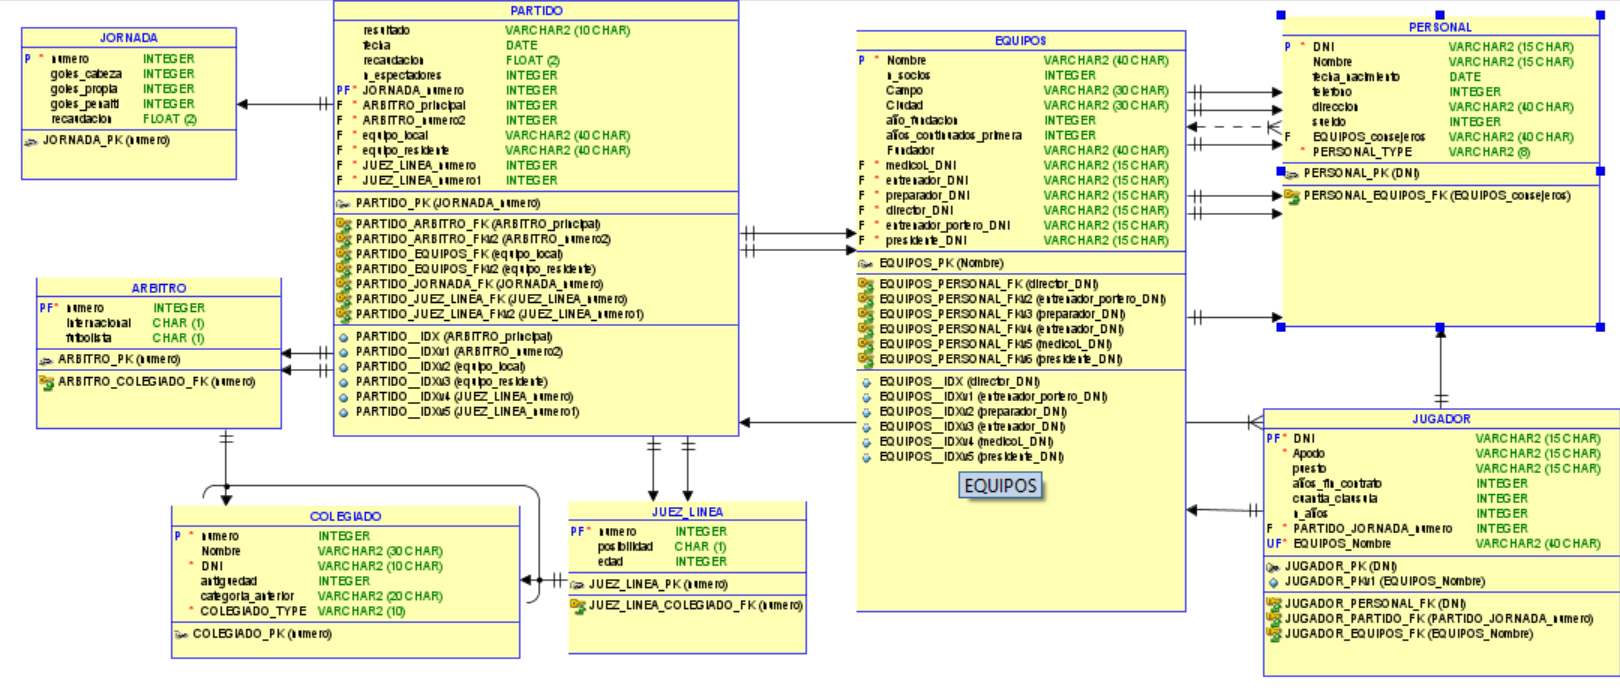 JORNADA
P * numero INTEGER
goles_cabeza INTEGER
goles_propia INTEGER
goles_penalti INTEGER
recaudacion FLOAT (2)
JORNADA_PK (numero)
PARTIDO
resultado VARCHAR2 (10 CHAR)
fecha DATE
recaudacion FLOAT (2)
n_espectadores INTEGER
PF* JORNADA_numero INTEGER
F * ARBITRO_principal INTEGER
F * ARBITRO_numero2 INTEGER
F * equipo_local VARCHAR2 (40 CHAR)
F * equipo_residente VARCHAR2 (40 CHAR)
F * JUEZ_LINEA_numero INTEGER
F * JUEZ_LINEA_numero1 INTEGER
PARTIDO_PK (JORNADA_numero)
PARTIDO_ARBITRO_FK (ARBITRO_principal)
PARTIDO_ARBITRO_FKv2 (ARBITRO_numero2)
PARTIDO_EQUIPOS_FK (equipo_local)
PARTIDO_EQUIPOS_FKv2 (equipo_residente)
PARTIDO_JORNADA_FK (JORNADA_numero)
PARTIDO_JUEZ_LINEA_FK (JUEZ_LINEA_numero)
PARTIDO_JUEZ_LINEA_FKv2 (JUEZ_LINEA_numero1)
PARTIDO__IDX (ARBITRO_principal)
PARTIDO__IDXv1 (ARBITRO_numero2)
PARTIDO__IDXv2 (equipo_local)
PARTIDO__IDXv3 (equipo_residente)
PARTIDO__IDXv4 (JUEZ_LINEA_numero)
PARTIDO__IDXv5 (JUEZ_LINEA_numero1)
EQUIPOS
P * Nombre VARCHAR2 (40 CHAR)
n_socios INTEGER
Campo VARCHAR2 (30 CHAR)
Ciudad VARCHAR2 (30 CHAR)
año_fundacion INTEGER
años_continuados_primera INTEGER
Fundador VARCHAR2 (40 CHAR)
F * medicoL_DNI VARCHAR2 (15 CHAR)
F * entrenador_DNI VARCHAR2 (15 CHAR)
F * preparador_DNI VARCHAR2 (15 CHAR)
F * director_DNI VARCHAR2 (15 CHAR)
F * entrenador_portero_DNI VARCHAR2 (15 CHAR)
F * presidente_DNI VARCHAR2 (15 CHAR)
EQUIPOS_PK (Nombre)
EQUIPOS_PERSONAL_FK (director_DNI)
EQUIPOS_PERSONAL_FKv2 (entrenador_portero_DNI)
EQUIPOS_PERSONAL_FKv3 (preparador_DNI)
EQUIPOS_PERSONAL_FKv4 (entrenador_DNI)
EQUIPOS_PERSONAL_FKv5 (medicoL_DNI)
EQUIPOS_PERSONAL_FKv6 (presidente_DNI)
EQUIPOS__IDX (director_DNI)
EQUIPOS__IDXv1 (entrenador_portero_DNI)
EQUIPOS__IDXv2 (preparador_DNI)
EQUIPOS__IDXv3 (entrenador_DNI)
EQUIPOS__IDXv4 (medicoL_DNI)
EQUIPOS__IDXv5 (presidente_DNI)
EQUIPOS
PERSONAL
P * DNI VARCHAR2 (15 CHAR)
Nombre VARCHAR2 (15 CHAR)
fecha_nacimiento DATE
telefono INTEGER
direccion VARCHAR2 (40 CHAR)
sueldo INTEGER
F EQUIPOS_consejeros VARCHAR2 (40 CHAR)
* PERSONAL_TYPE VARCHAR2 (8)
PERSONAL_PK (DNI)
PERSONAL_EQUIPOS_FK (EQUIPOS_consejeros)
ARBITRO
PF* numero INTEGER
internacional CHAR (1)
futbolista CHAR (1)
ARBITRO_PK (numero)
ARBITRO_COLEGIADO_FK (numero)
COLEGIADO
P * numero INTEGER
Nombre VARCHAR2 (30 CHAR)
* DNI VARCHAR2 (10 CHAR)
antiguedad INTEGER
categoria_anterior VARCHAR2 (20 CHAR)
* COLEGIADO_TYPE VARCHAR2 (10)
COLEGIADO_PK (numero)
JUEZ_LINEA
PF* numero INTEGER
posibilidad CHAR (1)
edad INTEGER
JUEZ_LINEA_PK (numero)
JUEZ_LINEA_COLEGIADO_FK (numero)
JUGADOR
PF* DNI VARCHAR2 (15 CHAR)
* Apodo VARCHAR2 (15 CHAR)
puesto VARCHAR2 (15 CHAR)
años_fin_contrato INTEGER
cuantia_clausula INTEGER
n_años INTEGER
F * PARTIDO_JORNADA_numero INTEGER
UF* EQUIPOS_Nombre VARCHAR2 (40 CHAR)
JUGADOR_PK (DNI)
JUGADOR_PKv1 (EQUIPOS_Nombre)
JUGADOR_PERSONAL_FK (DNI)
JUGADOR_PARTIDO_FK (PARTIDO_JORNADA_numero)
JUGADOR_EQUIPOS_FK (EQUIPOS_Nombre)